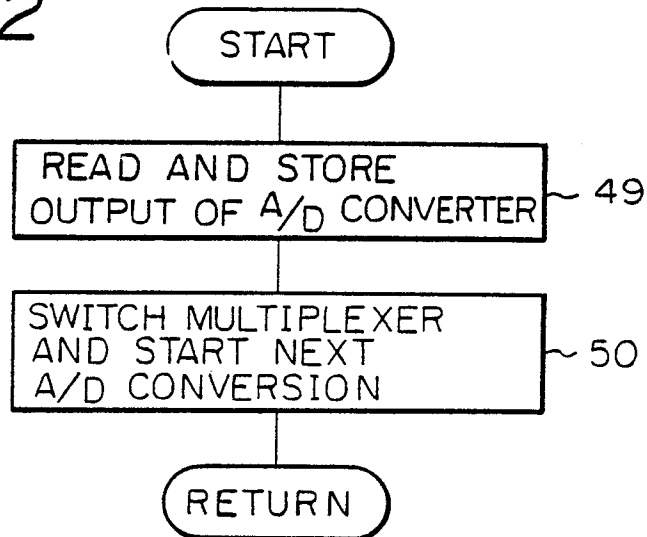 2
START
READ AND STORE
OUTPUT OF A/D CONVERTER
49
SWITCH MULTIPLEXER
AND START NEXT
A/D CONVERSION
50
RETURN